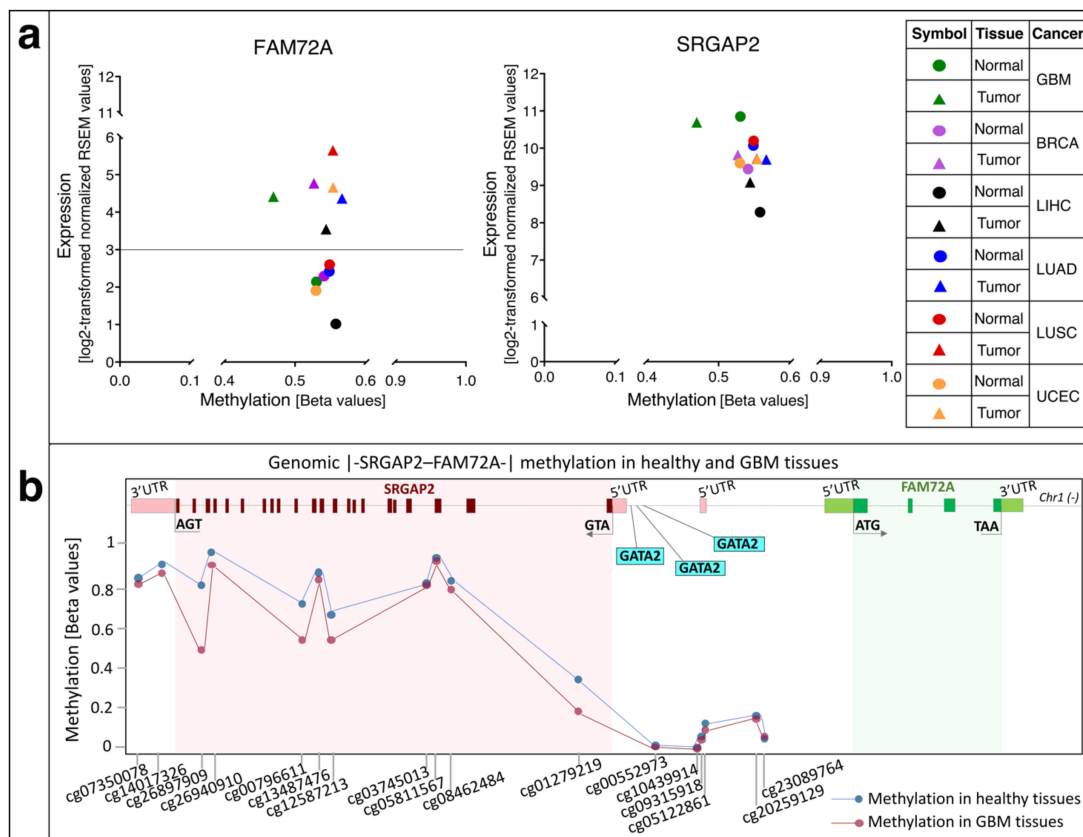 a
FAM72A
Expression
[log2-transformed normalized RSEM values]
12
11
6
5
4
3
2
1
0
0.0
0.1
0.4
0.5
0.6
0.9
1.0
Methylation [Beta values]
SRGAP2
Expression
[log2-transformed normalized RSEM values]
12
11
10
9
8
7
6
1
0
0.0
0.1
0.4
0.5
0.6
0.9
1.0
Methylation [Beta values]
Symbol Tissue Cancer
Normal
Tumor
GBM
Normal
Tumor
BRCA
Normal
Tumor
LIHC
Normal
Tumor
LUAD
Normal
Tumor
LUSC
Normal
Tumor
UCEC
b
Genomic |-SRGAP2–FAM72A-| methylation in healthy and GBM tissues
3'UTR
SRGAP2
5'UTR
5'UTR
5'UTR
FAM72A
3'UTR
Chr1 (-)
AGT
GTA
ATG
TAA
GATA2
GATA2
GATA2
Methylation [Beta values]
1
0.8
0.6
0.4
0.2
0
cg07350078
cg14017326
cg26897909
cg26940910
cg00796611
cg13487476
cg12587213
cg03745013
cg05811567
cg08462484
cg01279219
cg00552973
cg10439914
cg09315918
cg05122861
cg20259129
cg23089764
Methylation in healthy tissues
Methylation in GBM tissues